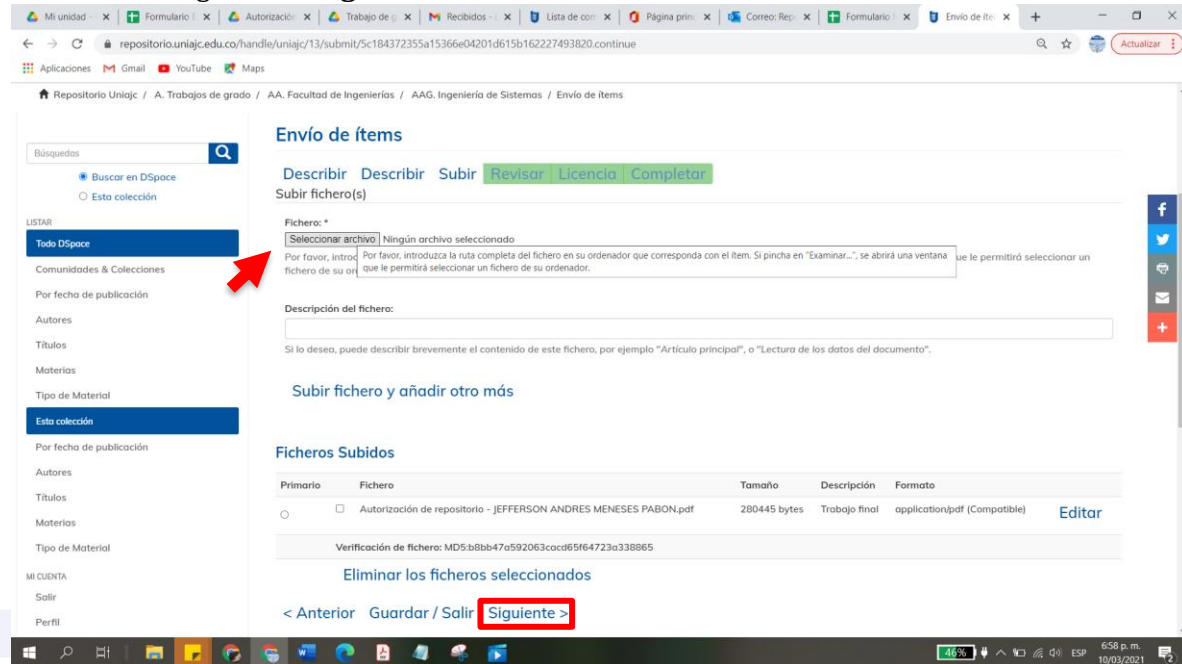 Mi unidad -
Formulario
Autorización
Trabajo de g
Recibidos -
Lista de com
Página princ
Correo: Rep
Formulario
Envío de íte
repositorio.uniajc.edu.co/handle/uniajc/13/submit/5c184372355a15366e04201d615b162227493820.continue
Actualizar
Aplicaciones Gmail YouTube Maps
Repositorio Uniajc / A. Trabajos de grado / AA. Facultad de Ingenierías / AAG. Ingeniería de Sistemas / Envío de ítems
Búsquedas
Buscar en DSpace
Esta colección
LISTAR
Todo DSpace
Comunidades & Colecciones
Por fecha de publicación
Autores
Títulos
Materias
Tipo de Material
Esta colección
Por fecha de publicación
Autores
Títulos
Materias
Tipo de Material
MI CUENTA
Salir
Perfil
Envío de ítems
Describir Describir Subir Revisar Licencia Completar
Subir fichero(s)
Fichero: *
Seleccionar archivo Ningún archivo seleccionado
Por favor, introduzca la ruta completa del fichero en su ordenador que corresponda con el ítem. Si pincha en "Examinar...", se abrirá una ventana
que le permitirá seleccionar un fichero de su ordenador.
Por favor, ue le permitirá seleccionar un
fichero de su
Descripción del fichero:
Si lo desea, puede describir brevemente el contenido de este fichero, por ejemplo "Artículo principal", o "Lectura de los datos del documento".
Subir fichero y añadir otro más
Ficheros Subidos
Primario Fichero Tamaño Descripción Formato
Autorización de repositorio - JEFFERSON ANDRES MENESES PABON.pdf 280445 bytes Trabajo final application/pdf (Compatible) Editar
Verificación de fichero: MD5:b8bb47a592063cacd65f64723a338865
Eliminar los ficheros seleccionados
< Anterior Guardar / Salir Siguiente >
46% ESP 6:58 p. m.
10/03/2021